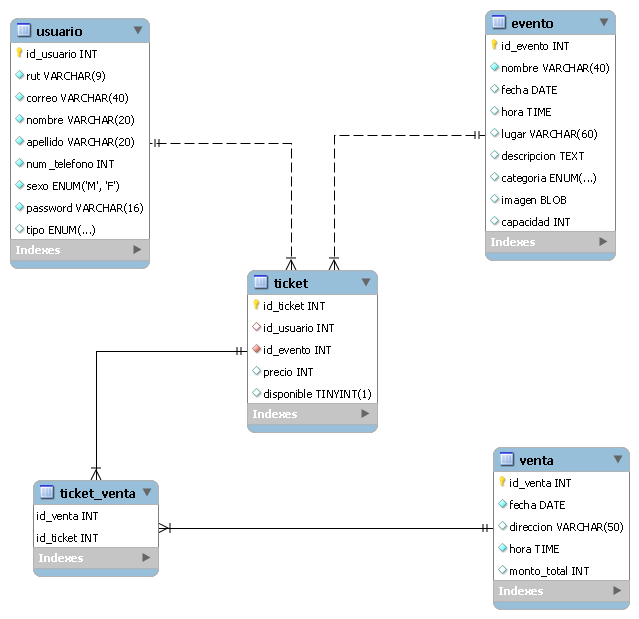 usuario
id_usuario INT
rut VARCHAR(9)
correo VARCHAR(40)
nombre VARCHAR(20)
apellido VARCHAR(20)
num_telefono INT
sexo ENUM('M', 'F')
password VARCHAR(16)
tipo ENUM(...)
Indexes
evento
id_evento INT
nombre VARCHAR(40)
fecha DATE
hora TIME
lugar VARCHAR(60)
descripcion TEXT
categoria ENUM(...)
imagen BLOB
capacidad INT
Indexes
ticket
id_ticket INT
id_usuario INT
id_evento INT
precio INT
disponible TINYINT(1)
Indexes
ticket_venta
id_venta INT
id_ticket INT
Indexes
venta
id_venta INT
fecha DATE
direccion VARCHAR(50)
hora TIME
monto_total INT
Indexes